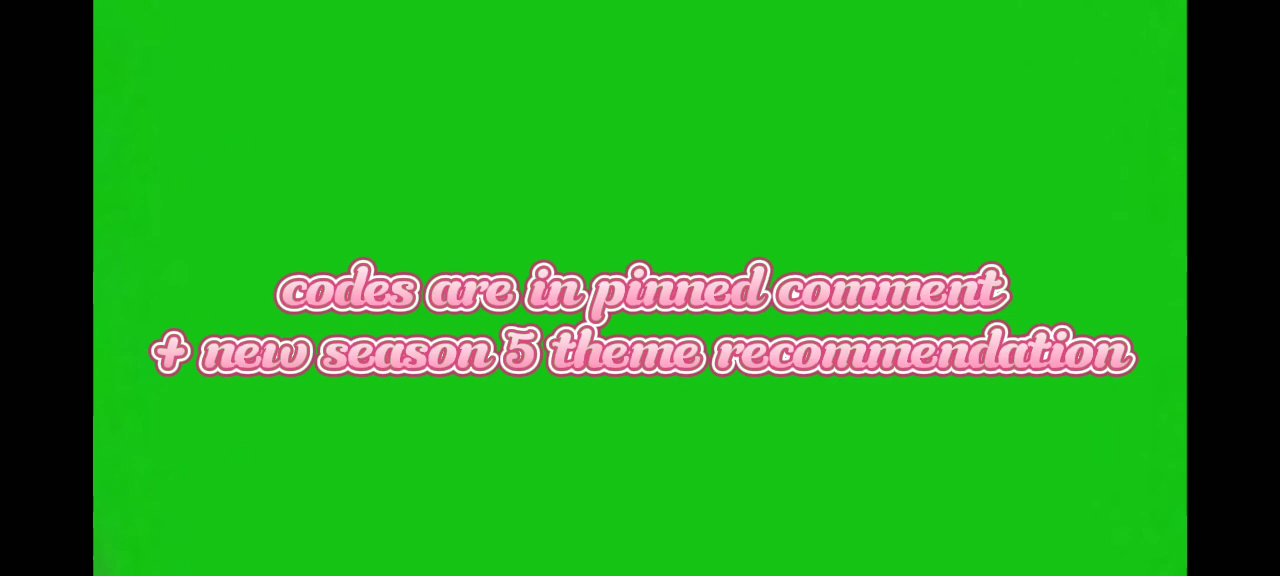 codes are in pinned comment
+ new season 5 theme recommendation